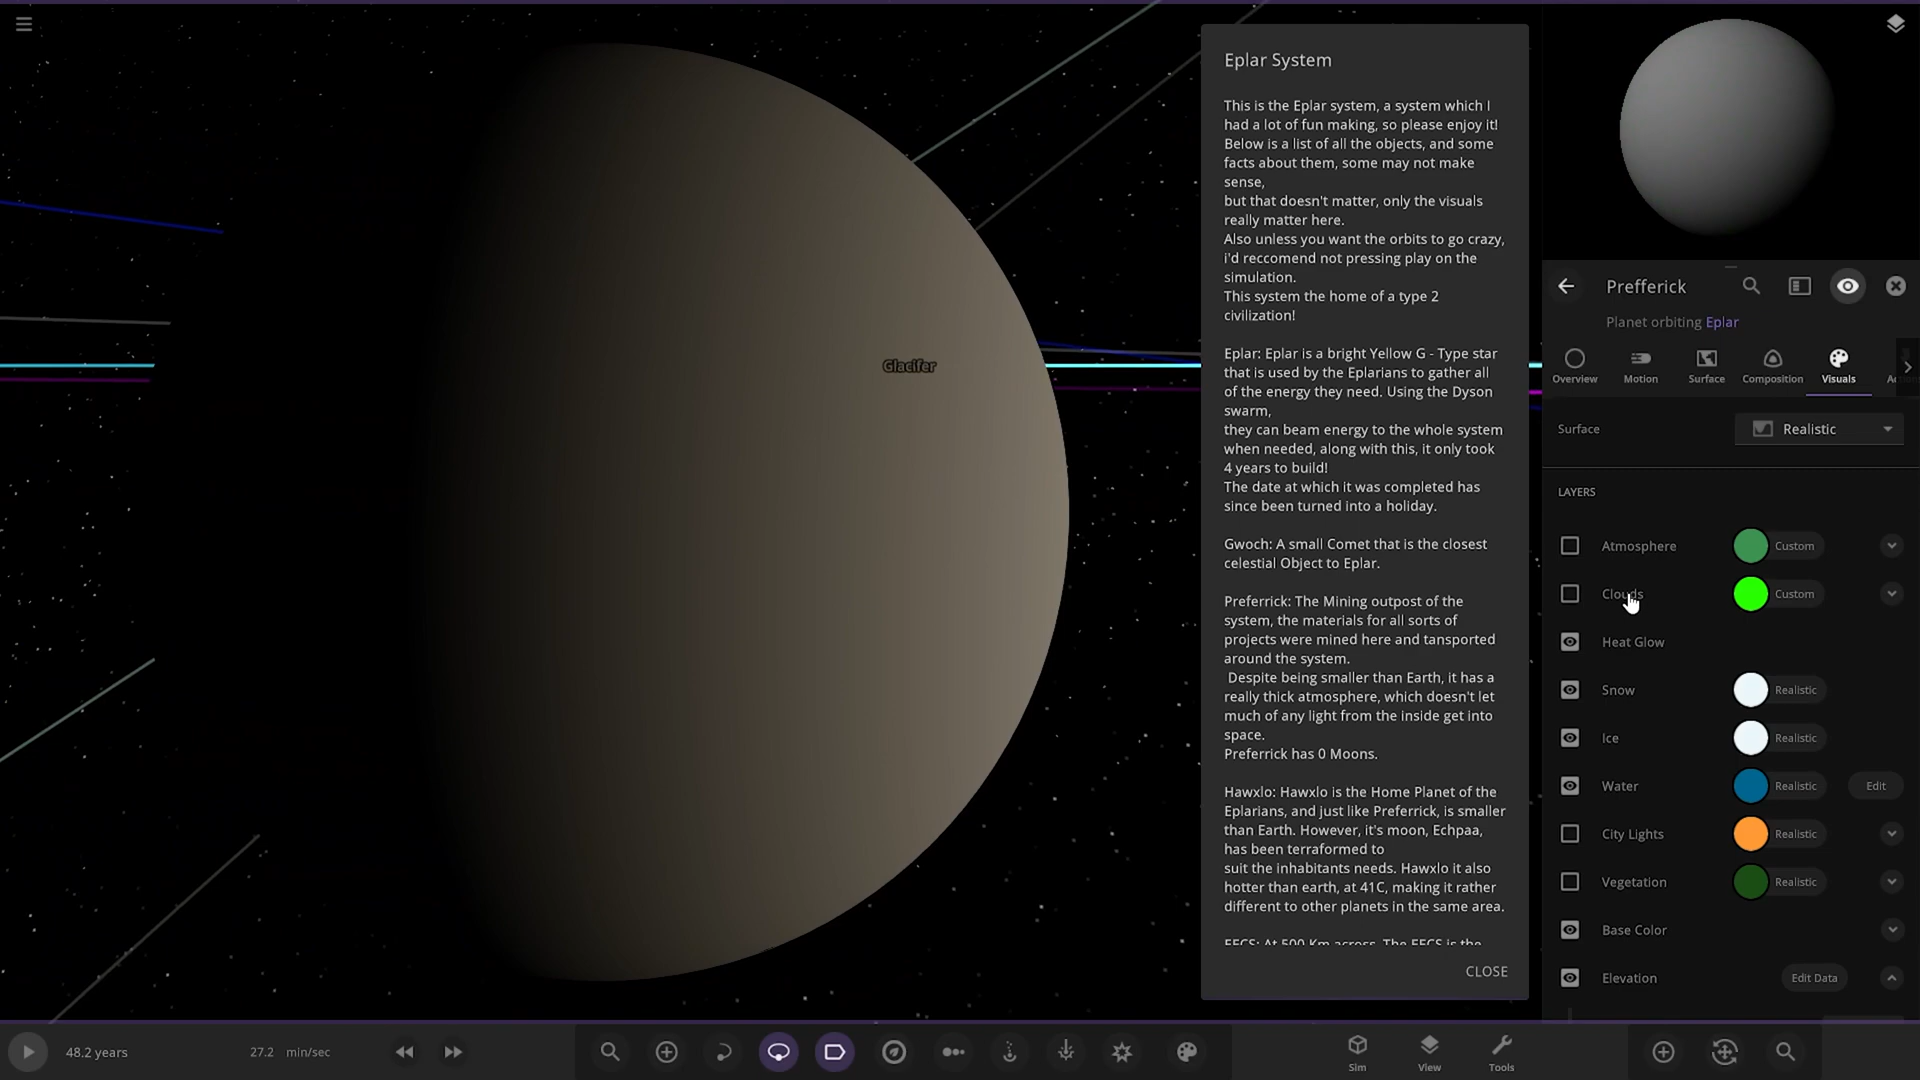 Eplar System
This is the Eplar system, a system which I
had a lot of fun making, so please enjoy it!
Below is a list of all the objects, and some
facts about them, some may not make
sense,
but that doesn't matter, only the visuals
really matter here.
Also unless you want the orbits to go crazy,
i'd reccomend not pressing play on the
simulation.
This system the home of a type 2
civilization!
Eplar: Eplar is a bright Yellow G - Type star
that is used by the Eplarians to gather all
of the energy they need. Using the Dyson
swarm,
they can beam energy to the whole system
when needed, along with this, it only took
4 years to build!
The date at which it was completed has
since been turned into a holiday.
Gwoch: A small Comet that is the closest
celestial Object to Eplar.
Preferrick: The Mining outpost of the
system, the materials for all sorts of
projects were mined here and tansported
around the system.
Despite being smaller than Earth, it has a
really thick atmosphere, which doesn't let
much of any light from the inside get into
space.
Preferrick has 0 Moons.
Hawxlo: Hawxlo is the Home Planet of the
Eplarians, and just like Preferrick, is smaller
than Earth. However, it's moon, Echpaa,
has been terraformed to
suit the inhabitants needs. Hawxlo it also
hotter than earth, at 41C, making it rather
different to other planets in the same area.
EECS: At 500 Km across, The EECS is the
CLOSE
Glacifer
Prefferick
Planet orbiting Eplar
Overview
Motion
Surface
Composition
Visuals
Surface
Realistic
LAYERS
Atmosphere
Custom
Clouds
Custom
Heat Glow
Snow
Realistic
Ice
Realistic
Water
Realistic
Edit
City Lights
Realistic
Vegetation
Realistic
Base Color
Elevation
Edit Data
48.2 years
27.2 min/sec
Sim
View
Tools